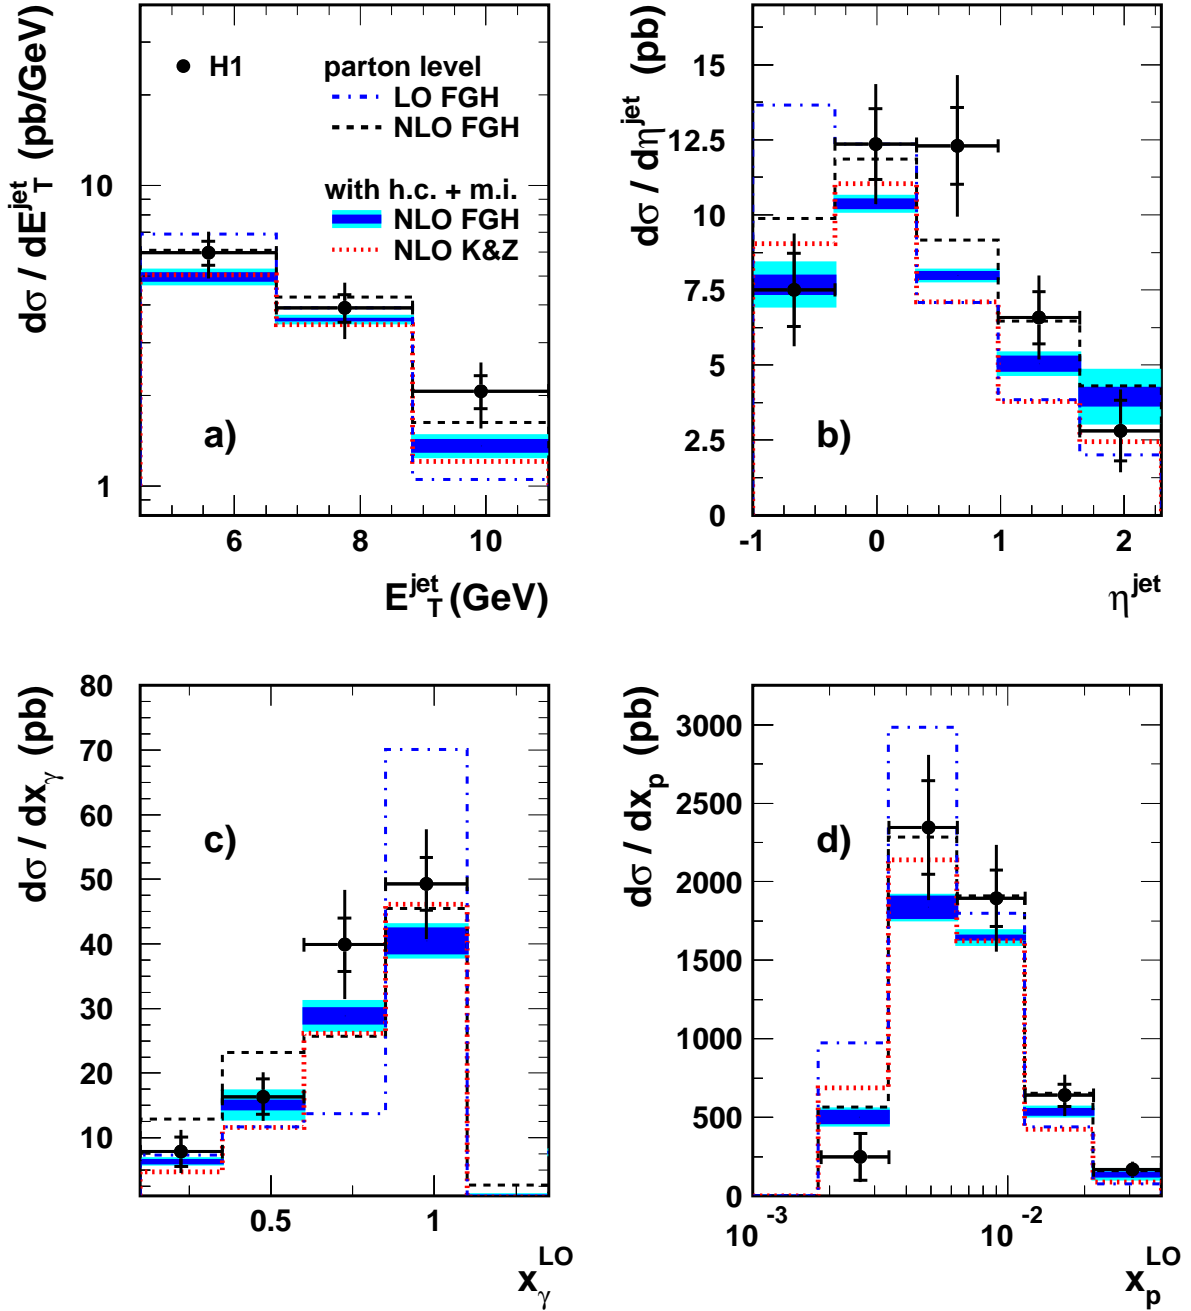 dσ / dE_T^jet (pb/GeV)
10
1
H1
parton level
LO FGH
NLO FGH
with h.c. + m.i.
NLO FGH
NLO K&Z
a)
6 8 10
E_T^jet (GeV)
dσ / dη^jet (pb)
15
12.5
10
7.5
5
2.5
0
b)
-1 0 1 2
η^jet
dσ / dx_γ (pb)
80
70
60
50
40
30
20
10
c)
0.5 1
x_γ^LO
dσ / dx_p (pb)
3000
2500
2000
1500
1000
500
0
d)
10^-3 10^-2
x_p^LO